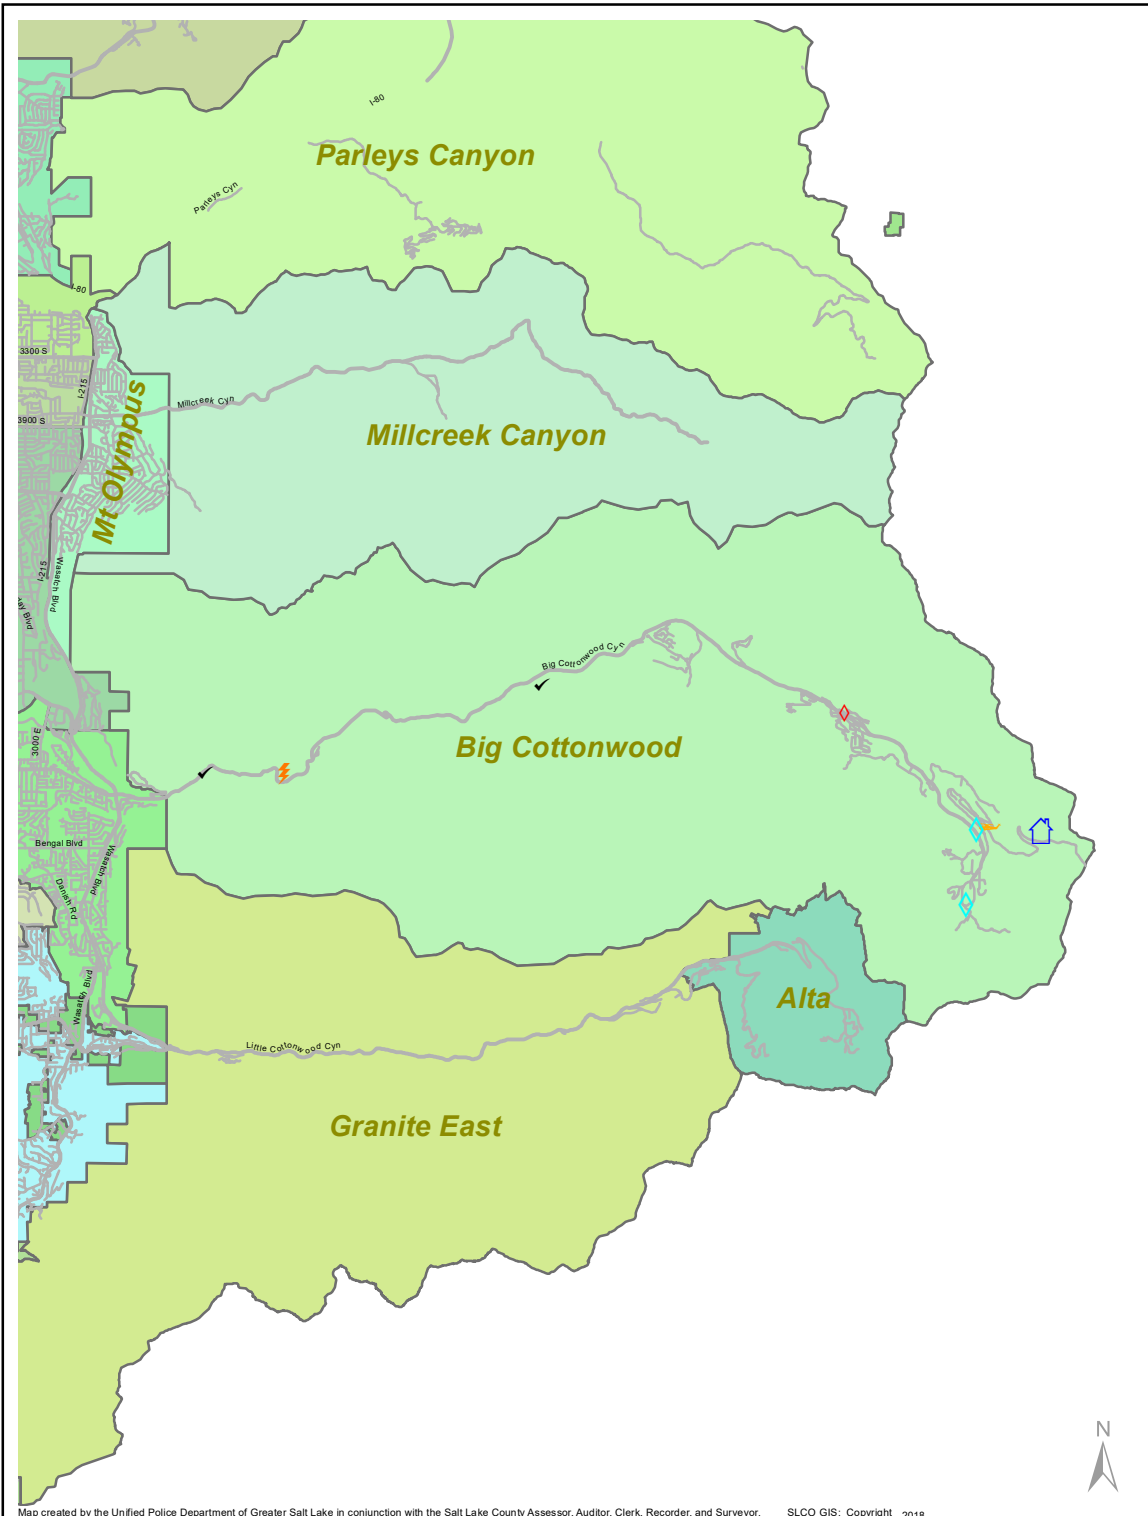 I-80
Parleys Canyon
Parleys Cyn
I-80
3300 S
I-215
Millcreek Cyn
3900 S
Mt Olympus
Millcreek Canyon
I-215
Wasatch Blvd
Blvd
Big Cottonwood Cyn
3000 E
Big Cottonwood
Bengal Blvd
Wasatch Blvd
Danish Rd
Wasatch Blvd
Alta
Little Cottonwood Cyn
Granite East
N
Map created by the Unified Police Department of Greater Salt Lake in conjunction with the Salt Lake County Assessor, Auditor, Clerk, Recorder, and Surveyor. SLCO GIS: Copyright 2018